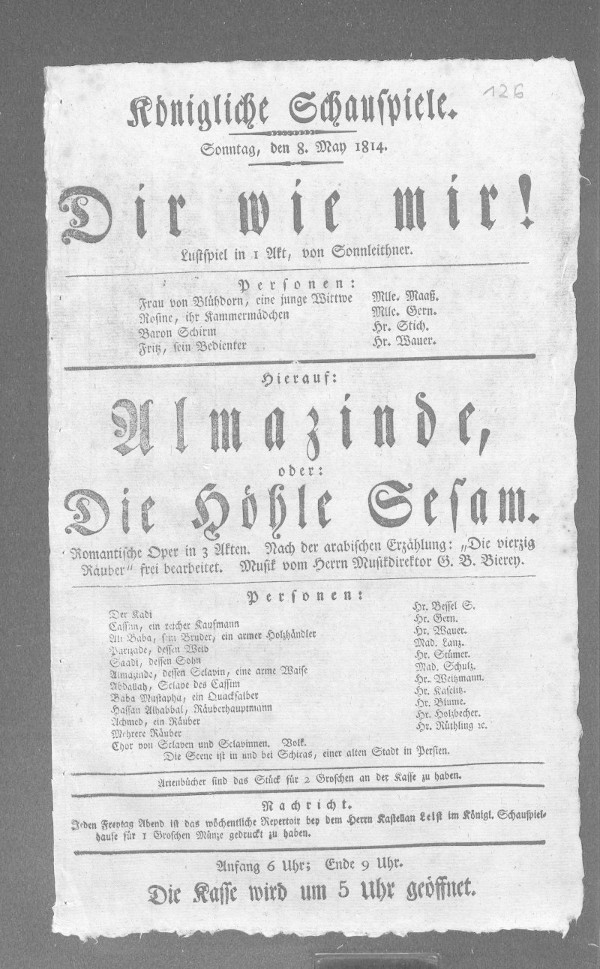 126
Königliche Schauspiele.
Sonntag, den 8. May 1814.
Dir wie mir!
Lustspiel in 1 Akt, von Sonnleithner.
Personen:
Frau von Blühdorn, eine junge Wittwe Mlle. Maaß.
Rosine, ihr Kammermädchen Mlle. Gern.
Baron Schirm Hr. Stich.
Fritz, sein Bedienter Hr. Wauer.
Hierauf:
Almazinde,
oder:
Die Höhle Sesam.
Romantische Oper in 3 Akten. Nach der arabischen Erzählung: „Die vierzig
Räuber“ frei bearbeitet. Musik vom Herrn Musikdirektor G. B. Bierey.
Personen:
Der Kadi Hr. Bessel S.
Cassim, ein reicher Kaufmann Hr. Gern.
Ali Baba, sein Bruder, ein armer Holzhändler Hr. Wauer.
Parizade, dessen Weib Mad. Lanz.
Saadi, dessen Sohn Hr. Stümer.
Almazinde, dessen Sclavin, eine arme Waise Mad. Schulz.
Abdallah, Sclave des Cassim Hr. Weitzmann.
Baba Mustapha, ein Quacksalber Hr. Kaselitz.
Hassan Alhabbal, Räuberhauptmann Hr. Blume.
Achmed, ein Räuber Hr. Holzbecher.
Mehrere Räuber Hr. Rüthling ꝛc.
Chor von Sclaven und Sclavinnen. Volk.
Die Scene ist in und bei Schiras, einer alten Stadt in Persien.
Arienbücher sind das Stück für 2 Groschen an der Kasse zu haben.
Nachricht.
Jeden Freytag Abend ist das wöchentliche Repertoir bey dem Herrn Kastellan Leist im Königl. Schauspiel-
hause für 1 Groschen Münze gedruckt zu haben.
Anfang 6 Uhr; Ende 9 Uhr.
Die Kasse wird um 5 Uhr geöffnet.